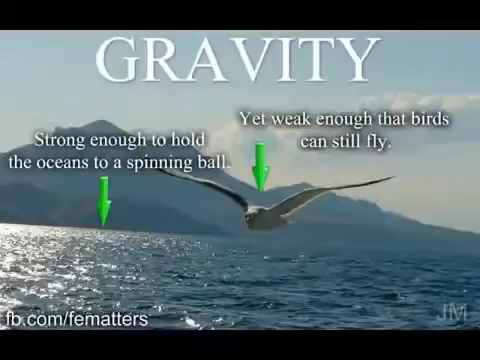 GRAVITY
Strong enough to hold
the oceans to a spinning ball.
Yet weak enough that birds
can still fly.
fb.com/fematters
JM